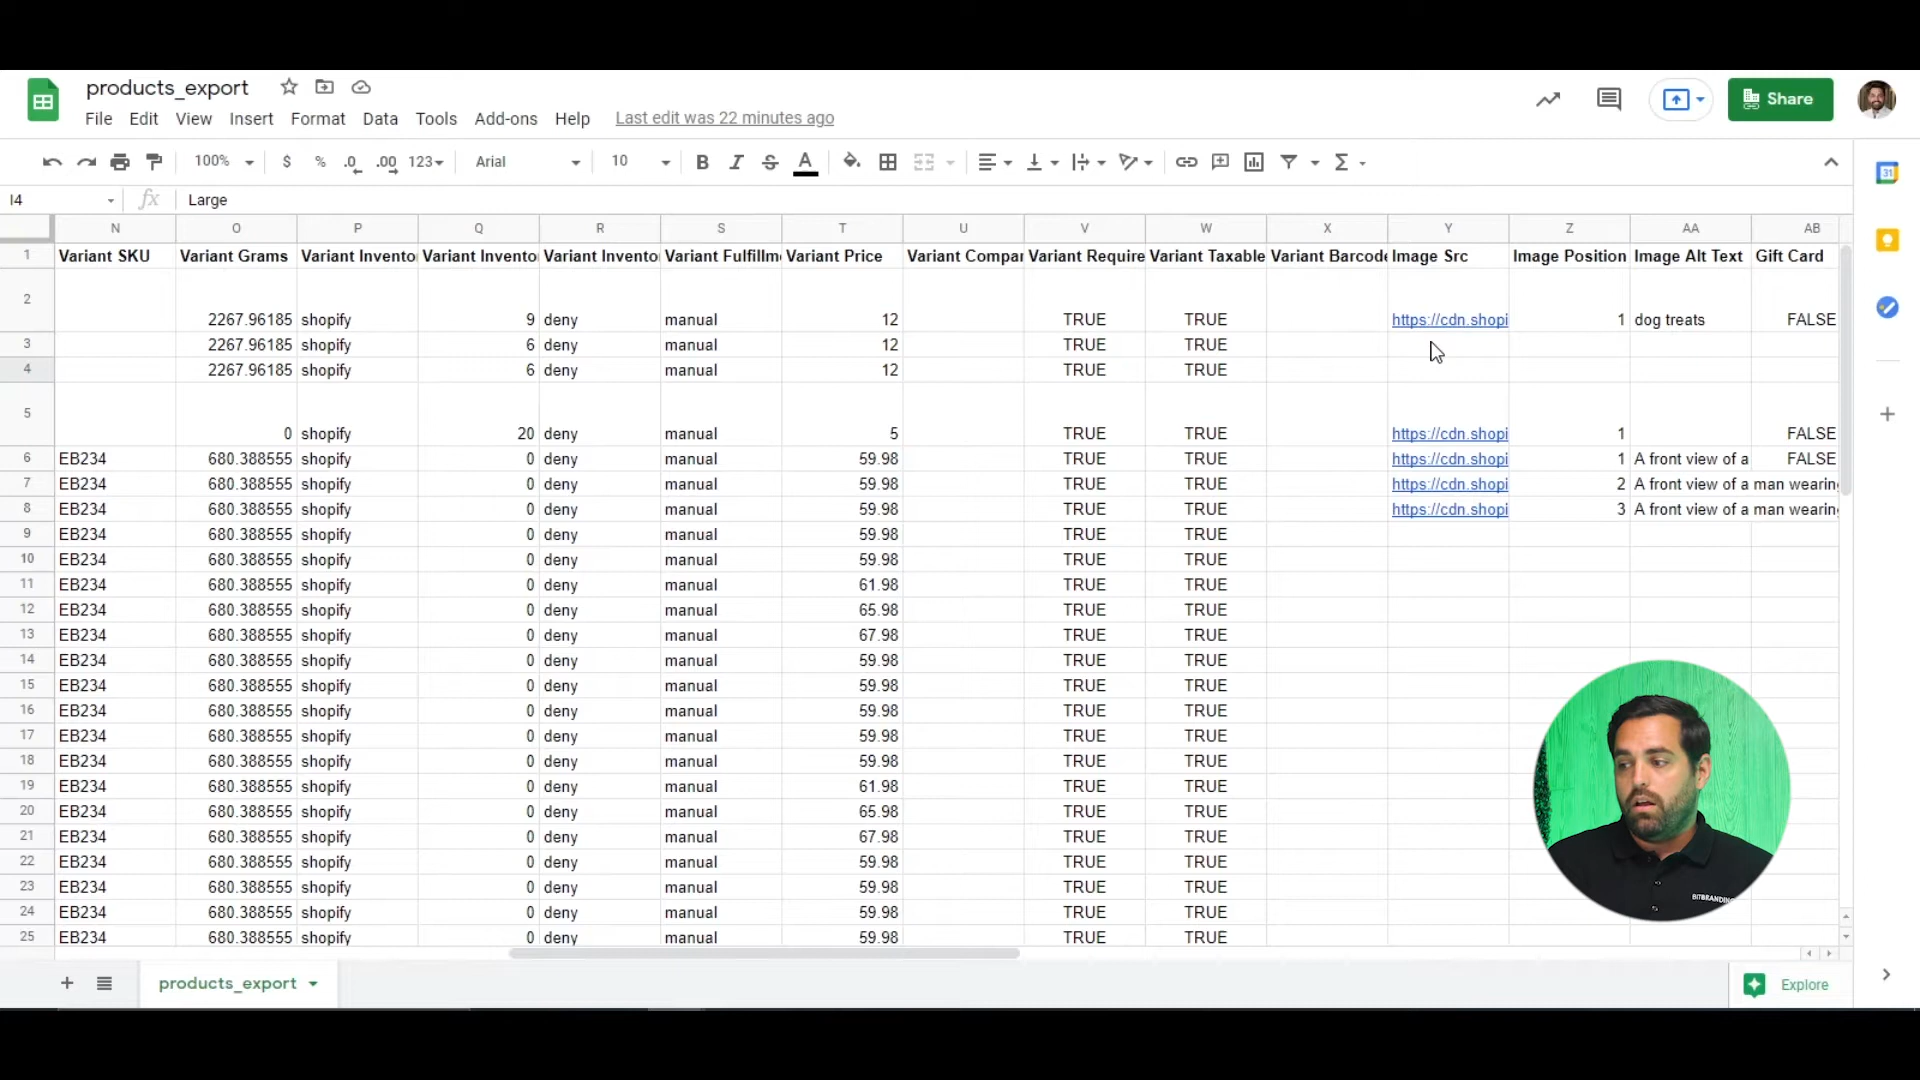 products_export
File Edit View Insert Format Data Tools Add-ons Help Last edit was 22 minutes ago
Share
100% $ % .0 .00 123 Arial 10 B I S A Σ
31
I4 fx Large
N O P Q R S T U V W X Y Z AA AB
1 Variant SKU Variant Grams Variant Invento Variant Invento Variant Invento Variant Fulfillm Variant Price Variant Compar Variant Require Variant Taxable Variant Barcode Image Src Image Position Image Alt Text Gift Card
2 2267.96185 shopify 9 deny manual 12 TRUE TRUE https://cdn.shopi 1 dog treats FALSE
3 2267.96185 shopify 6 deny manual 12 TRUE TRUE
4 2267.96185 shopify 6 deny manual 12 TRUE TRUE
5 0 shopify 20 deny manual 5 TRUE TRUE https://cdn.shopi 1 FALSE
6 EB234 680.388555 shopify 0 deny manual 59.98 TRUE TRUE https://cdn.shopi 1 A front view of a FALSE
7 EB234 680.388555 shopify 0 deny manual 59.98 TRUE TRUE https://cdn.shopi 2 A front view of a man wearing
8 EB234 680.388555 shopify 0 deny manual 59.98 TRUE TRUE https://cdn.shopi 3 A front view of a man wearing
9 EB234 680.388555 shopify 0 deny manual 59.98 TRUE TRUE
10 EB234 680.388555 shopify 0 deny manual 59.98 TRUE TRUE
11 EB234 680.388555 shopify 0 deny manual 61.98 TRUE TRUE
12 EB234 680.388555 shopify 0 deny manual 65.98 TRUE TRUE
13 EB234 680.388555 shopify 0 deny manual 67.98 TRUE TRUE
14 EB234 680.388555 shopify 0 deny manual 59.98 TRUE TRUE
15 EB234 680.388555 shopify 0 deny manual 59.98 TRUE TRUE
16 EB234 680.388555 shopify 0 deny manual 59.98 TRUE TRUE
17 EB234 680.388555 shopify 0 deny manual 59.98 TRUE TRUE
18 EB234 680.388555 shopify 0 deny manual 59.98 TRUE TRUE
19 EB234 680.388555 shopify 0 deny manual 61.98 TRUE TRUE
20 EB234 680.388555 shopify 0 deny manual 65.98 TRUE TRUE
21 EB234 680.388555 shopify 0 deny manual 67.98 TRUE TRUE
22 EB234 680.388555 shopify 0 deny manual 59.98 TRUE TRUE
23 EB234 680.388555 shopify 0 deny manual 59.98 TRUE TRUE
24 EB234 680.388555 shopify 0 deny manual 59.98 TRUE TRUE
25 EB234 680.388555 shopify 0 deny manual 59.98 TRUE TRUE
BITBRANDING
products_export
Explore